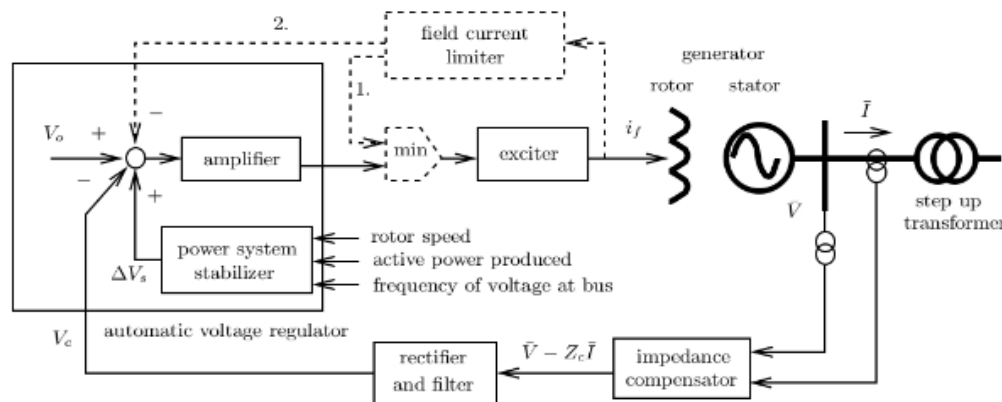 2.
field current
limiter
generator
rotor
stator
1.
V_o
+
−
−
+
amplifier
min
exciter
i_f
Ī
V̄
step up
transformer
power system
stabilizer
ΔV_s
rotor speed
active power produced
frequency of voltage at bus
V_c
automatic voltage regulator
rectifier
and filter
V̄ − Z_c Ī
impedance
compensator